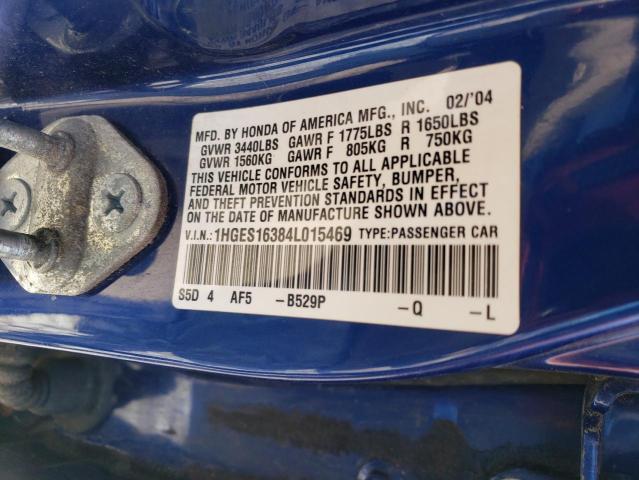 MFD. BY HONDA OF AMERICA MFG., INC. 02/'04
GVWR 3440LBS GAWR F 1775LBS R 1650LBS
GVWR 1560KG GAWR F 805KG R 750KG
THIS VEHICLE CONFORMS TO ALL APPLICABLE
FEDERAL MOTOR VEHICLE SAFETY, BUMPER,
AND THEFT PREVENTION STANDARDS IN EFFECT
ON THE DATE OF MANUFACTURE SHOWN ABOVE.
V.I.N.: 1HGES16384L015469 TYPE:PASSENGER CAR
S5D 4 AF5 -B529P -Q -L